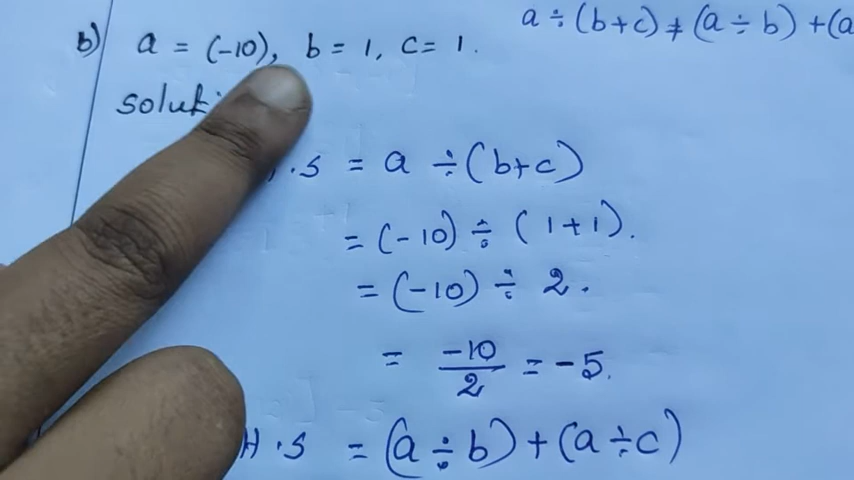 a ÷ (b+c) ≠ (a ÷ b) + (a
b) a = (-10), b = 1, c = 1.
.S = a ÷ (b+c)
= (-10) ÷ (1+1).
= (-10) ÷ 2.
= -10/2 = -5.
H.S = (a ÷ b) + (a ÷ c)